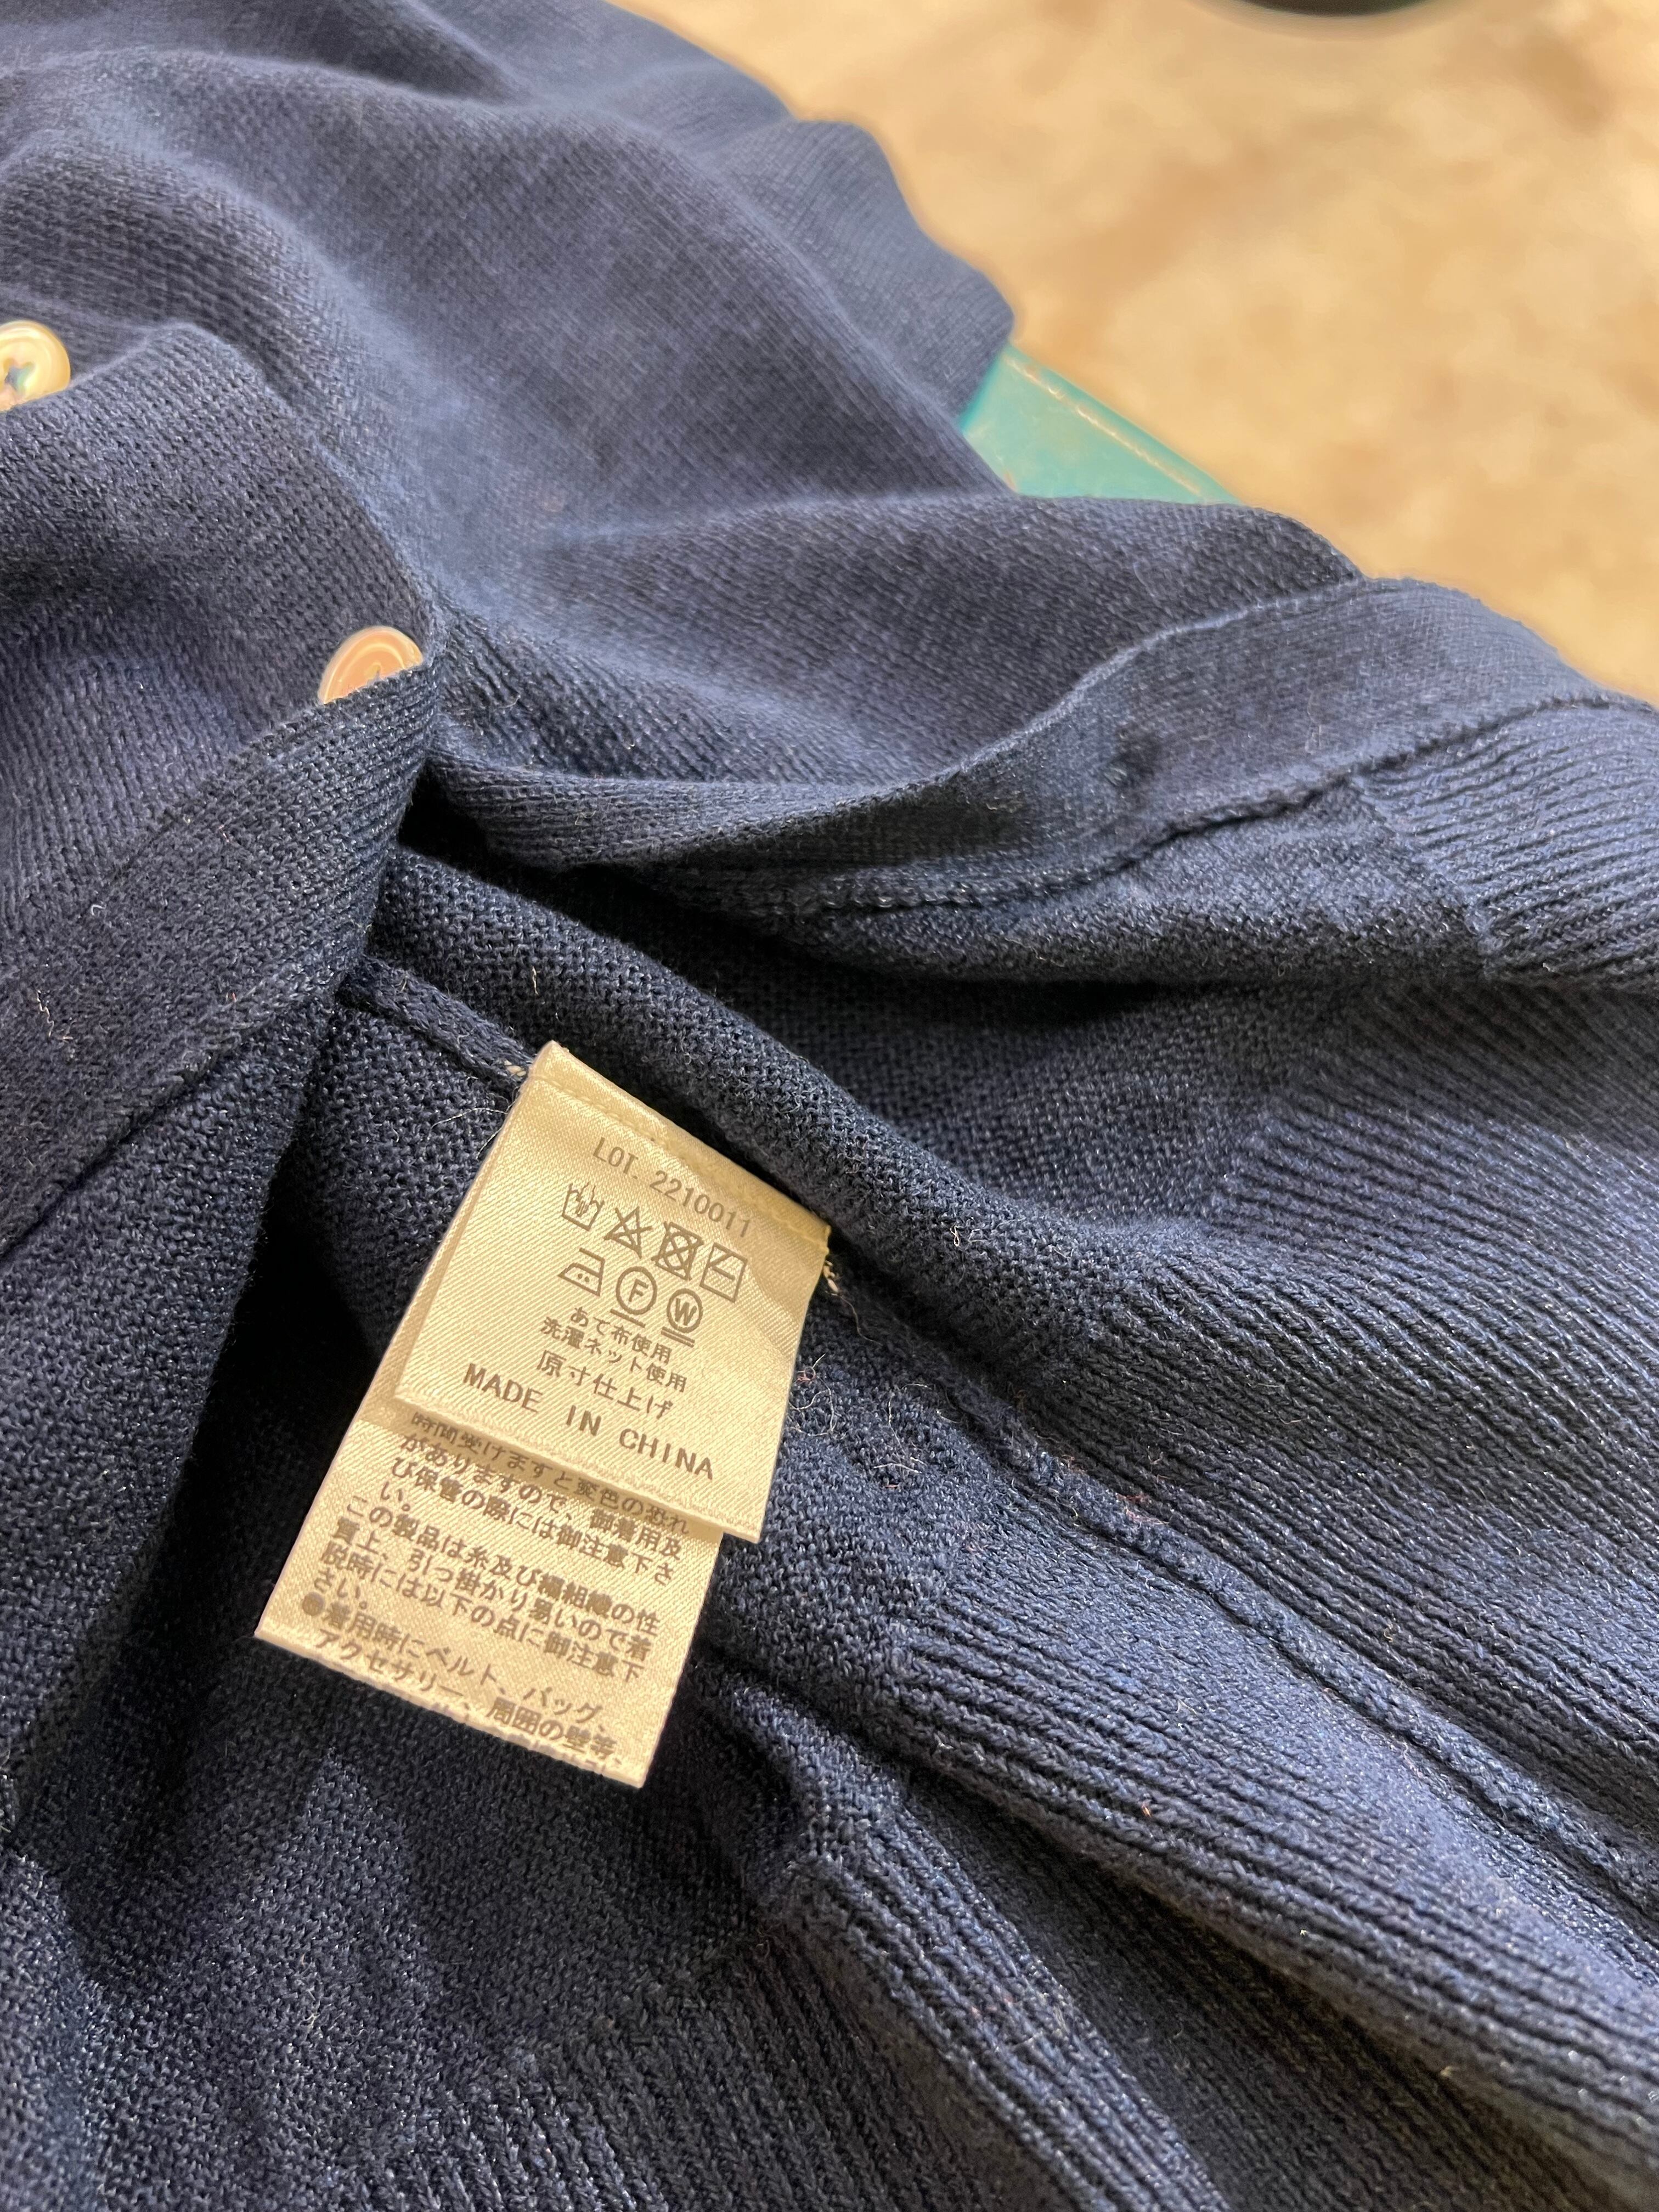 LOT. 2210011
F W
あて布使用
洗濯ネット使用
原寸仕上げ
MADE IN CHINA
時間受けますと変色の恐れ
がありますので、御着用及
び保管の際には御注意下さ
い。
この製品は糸及び編組織の性
質上、引っ掛かり易いので着
脱時には以下の点に御注意下
さい。
●着用時にベルト、バッグ、
アクセサリー、周囲の壁等、